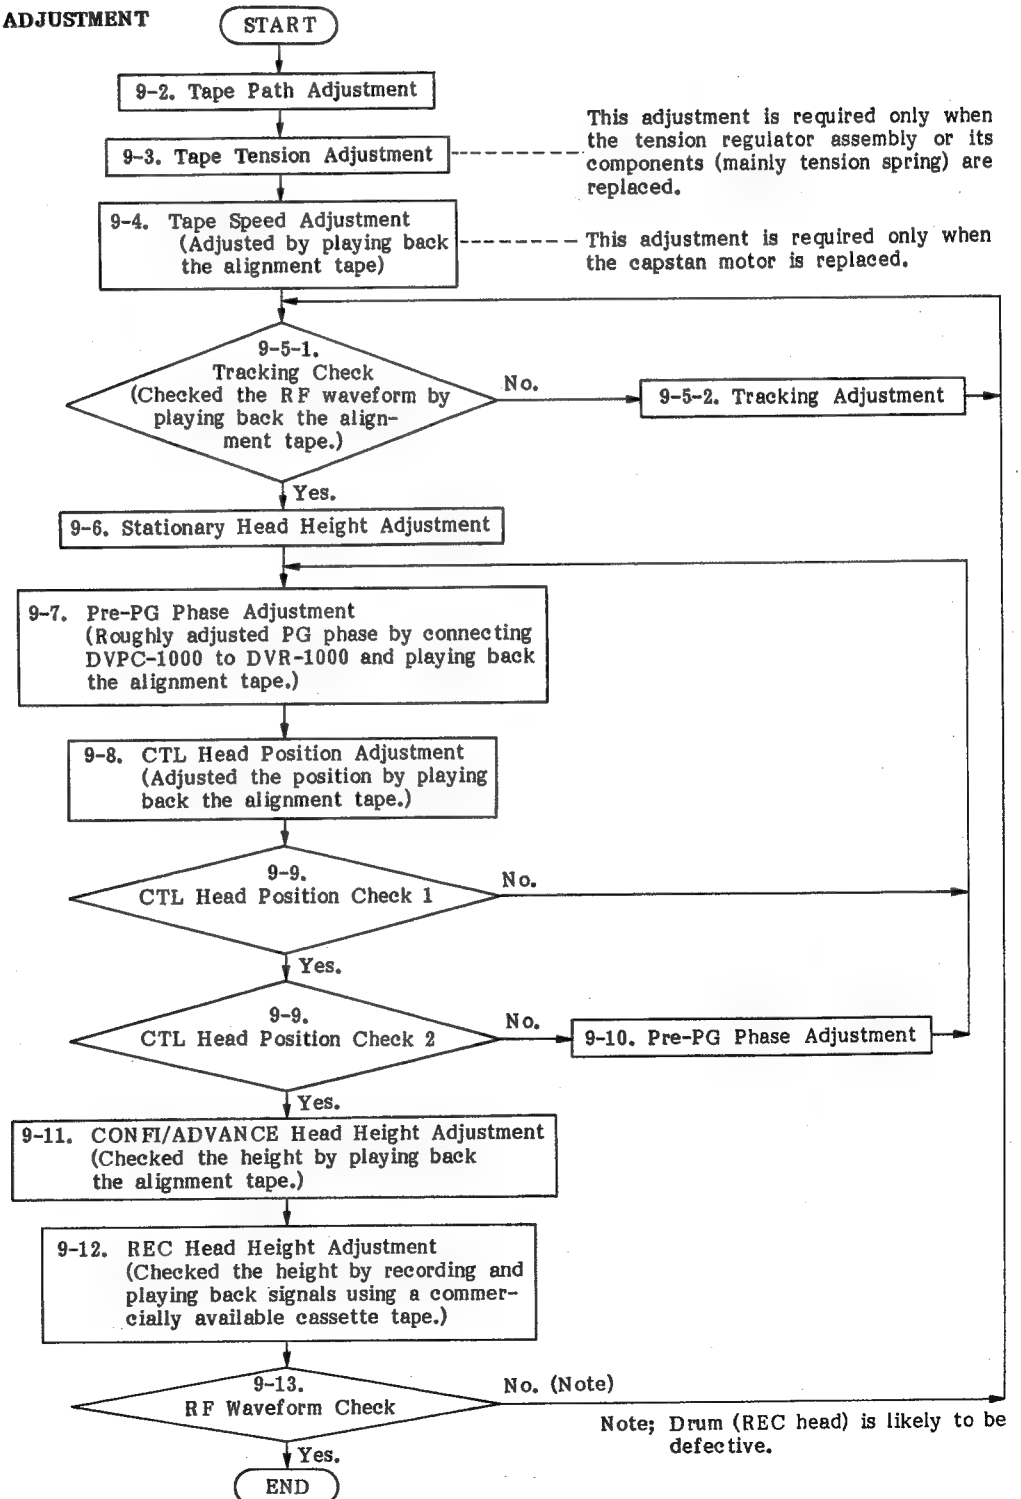 ADJUSTMENT
START
9-2. Tape Path Adjustment
9-3. Tape Tension Adjustment
This adjustment is required only when
the tension regulator assembly or its
components (mainly tension spring) are
replaced.
9-4. Tape Speed Adjustment
(Adjusted by playing back
the alignment tape)
This adjustment is required only when
the capstan motor is replaced.
9-5-1.
Tracking Check
(Checked the RF waveform by
playing back the align-
ment tape.)
No.
9-5-2. Tracking Adjustment
Yes.
9-6. Stationary Head Height Adjustment
9-7. Pre-PG Phase Adjustment
(Roughly adjusted PG phase by connecting
DVPC-1000 to DVR-1000 and playing back
the alignment tape.)
9-8. CTL Head Position Adjustment
(Adjusted the position by playing
back the alignment tape.)
9-9.
CTL Head Position Check 1
No.
Yes.
9-9.
CTL Head Position Check 2
No.
9-10. Pre-PG Phase Adjustment
Yes.
9-11. CONFI/ADVANCE Head Height Adjustment
(Checked the height by playing back
the alignment tape.)
9-12. REC Head Height Adjustment
(Checked the height by recording and
playing back signals using a commer-
cially available cassette tape.)
9-13.
RF Waveform Check
No. (Note)
Note; Drum (REC head) is likely to be
defective.
Yes.
END